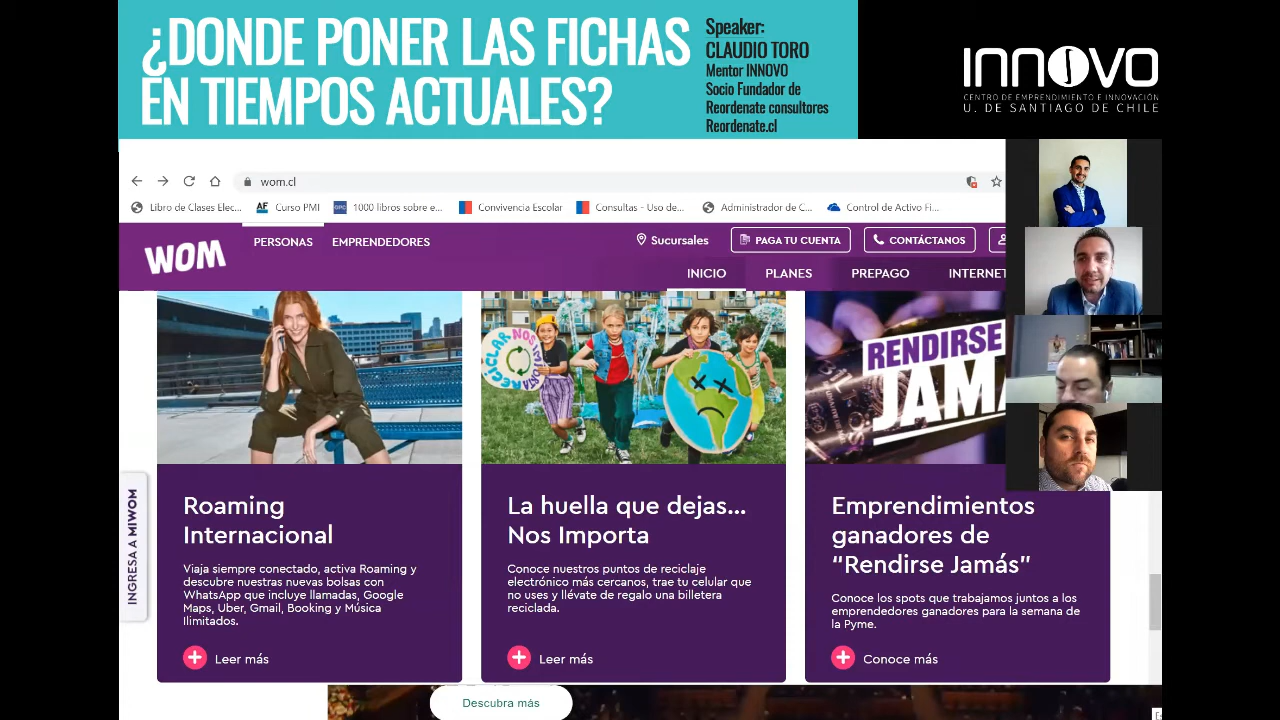 ¿DONDE PONER LAS FICHAS
EN TIEMPOS ACTUALES?
Speaker:
CLAUDIO TORO
Mentor INNOVO
Socio Fundador de
Reordenate consultores
Reordenate.cl
INNOVO
CENTRO DE EMPRENDIMIENTO E INNOVACIÓN
U. DE SANTIAGO DE CHILE
wom.cl
Libro de Clases Elec...
AF
Curso PMI
1000 libros sobre e...
Convivencia Escolar
Consultas - Uso de...
Administrador de C...
Control de Activo Fi...
WOM
PERSONAS
EMPRENDEDORES
Sucursales
PAGA TU CUENTA
CONTÁCTANOS
INICIO
PLANES
PREPAGO
INTERNET
RECICLAR
NOS
RENDIRSE
JAM
INGRESA A MIWOM
Roaming
Internacional
Viaja siempre conectado, activa Roaming y
descubre nuestras nuevas bolsas con
WhatsApp que incluye llamadas, Google
Maps, Uber, Gmail, Booking y Música
Ilimitados.
Leer más
La huella que dejas...
Nos Importa
Conoce nuestros puntos de reciclaje
electrónico más cercanos, trae tu celular que
no uses y llévate de regalo una billetera
reciclada.
Leer más
Emprendimientos
ganadores de
“Rendirse Jamás”
Conoce los spots que trabajamos juntos a los
emprendedores ganadores para la semana de
la Pyme.
Conoce más
Descubra más